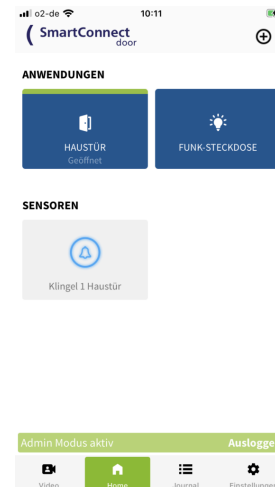 o2-de 10:11
SmartConnect
door
ANWENDUNGEN
HAUSTÜR FUNK-STECKDOSE
Geöffnet
SENSOREN
Klingel 1 Haustür
Admin Modus aktiv Auslogge
Video Home Journal Einstellungen